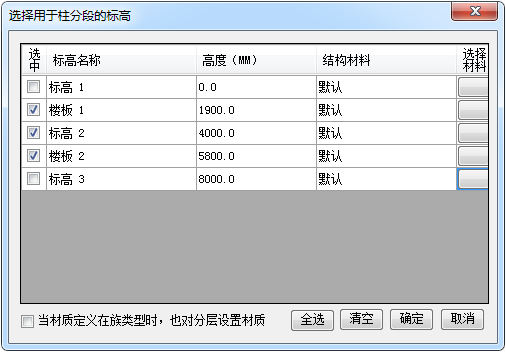 选择用于柱分段的标高
选中 标高名称 高度（MM） 结构材料 选择材料
标高 1 0.0 默认
楼板 1 1900.0 默认
标高 2 4000.0 默认
楼板 2 5800.0 默认
标高 3 8000.0 默认
当材质定义在族类型时，也对分层设置材质 全选 清空 确定 取消